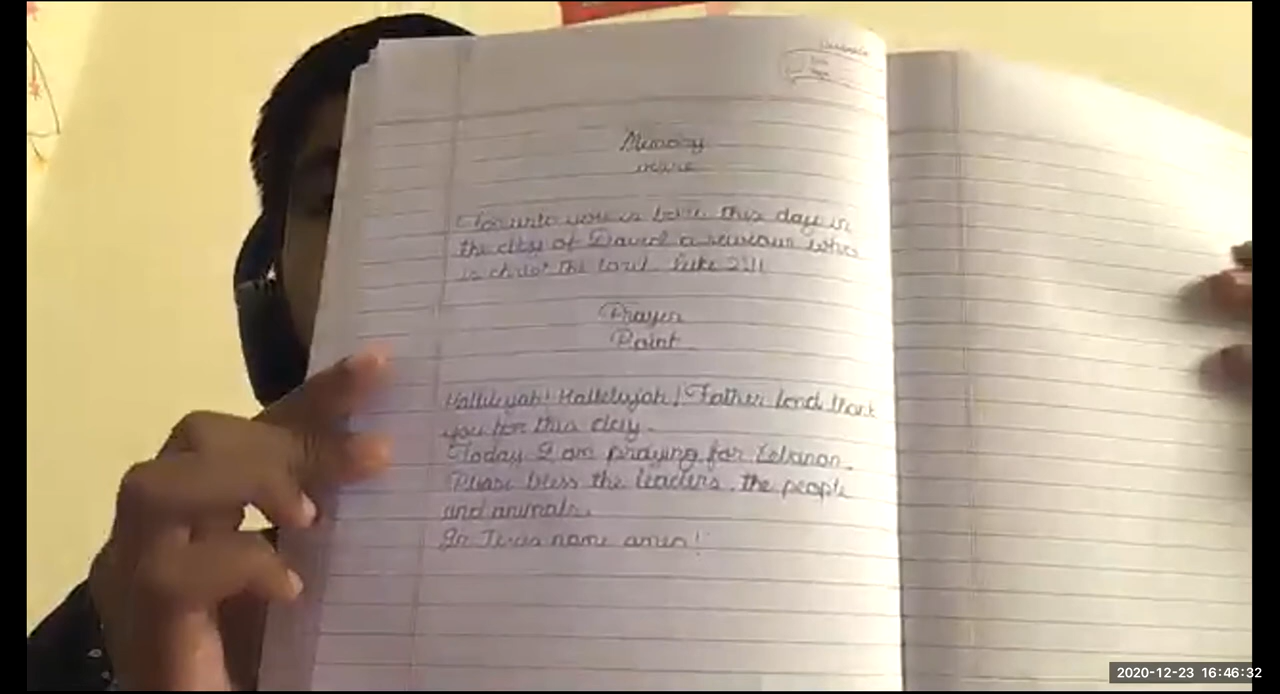 Memory
verse
For unto you is born this day in
the city of David a saviour who
is christ the lord. Luke 2:11
Prayer
Point
Hallelujah! Hallelujah! Father lord thank
you for this day.
Today I am praying for Lebanon.
Please bless the leaders, the people
and animals.
In Jesus name amen!
2020-12-23 16:46:32